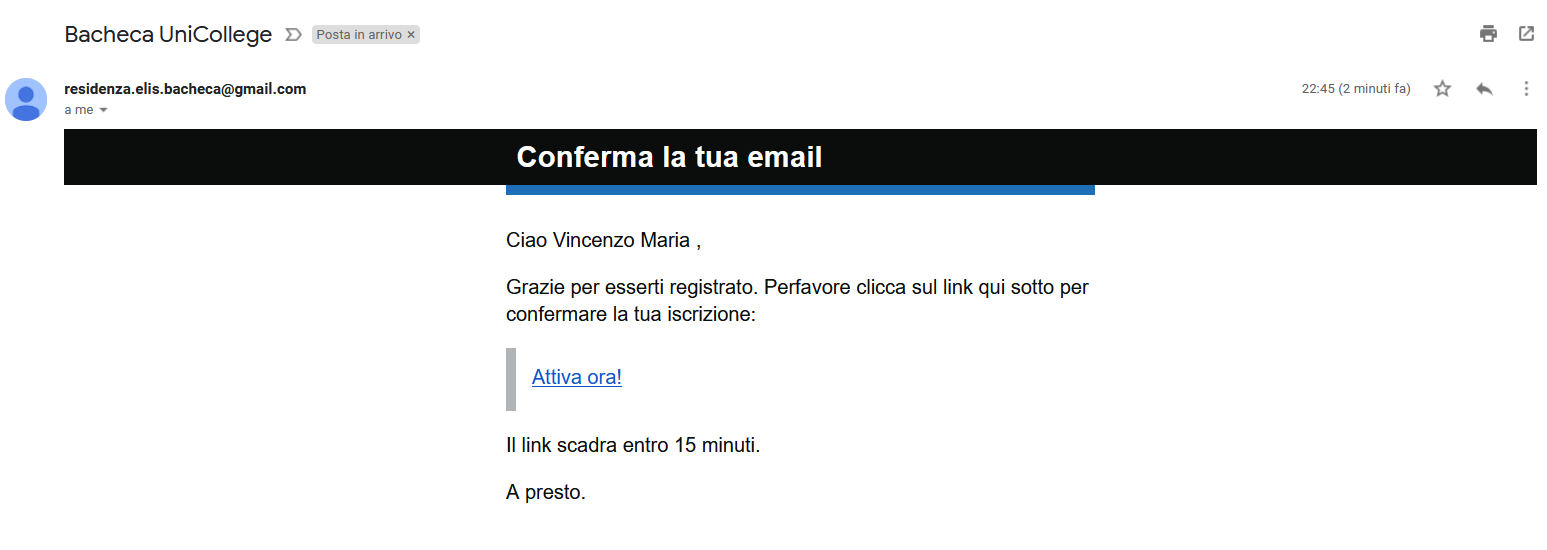 Bacheca UniCollege
Posta in arrivo ×
residenza.elis.bacheca@gmail.com
22:45 (2 minuti fa)
a me
Conferma la tua email
Ciao Vincenzo Maria ,
Grazie per esserti registrato. Perfavore clicca sul link qui sotto per
confermare la tua iscrizione:
Attiva ora!
Il link scadra entro 15 minuti.
A presto.